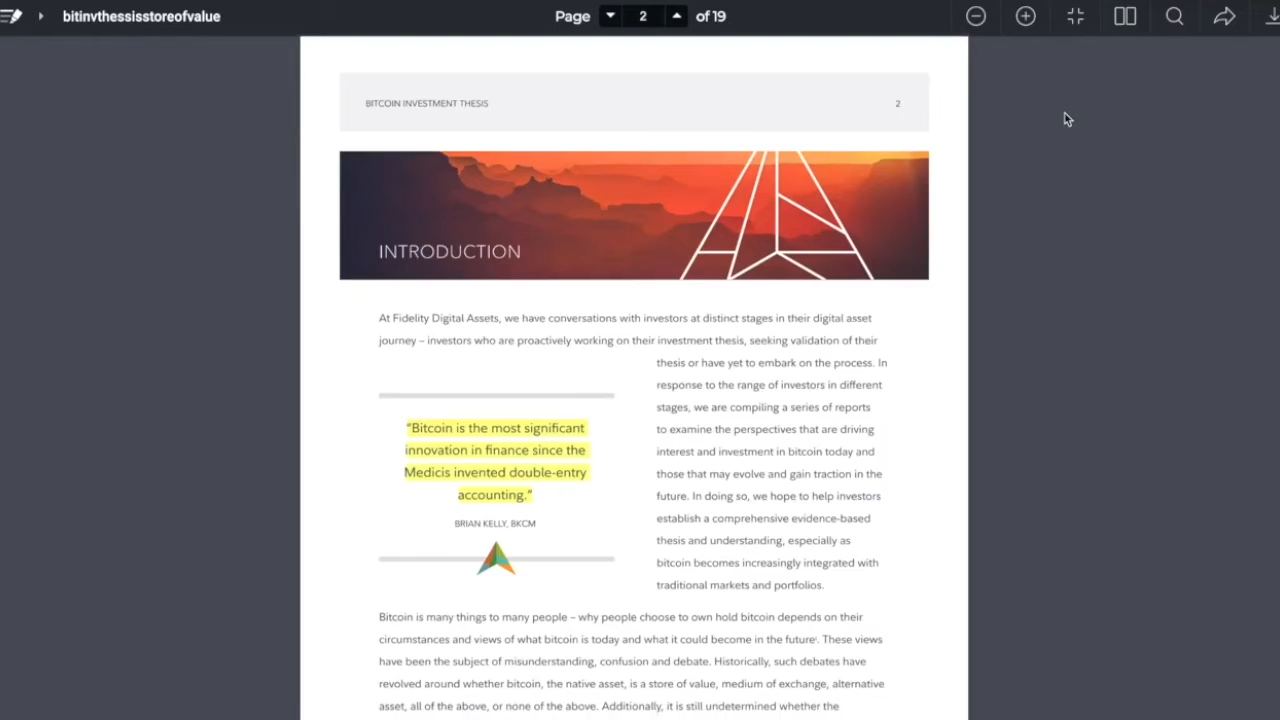 bitinvthessisstoreofvalue
Page 2 of 19
BITCOIN INVESTMENT THESIS 2
INTRODUCTION
At Fidelity Digital Assets, we have conversations with investors at distinct stages in their digital asset
journey – investors who are proactively working on their investment thesis, seeking validation of their
thesis or have yet to embark on the process. In
response to the range of investors in different
stages, we are compiling a series of reports
to examine the perspectives that are driving
interest and investment in bitcoin today and
those that may evolve and gain traction in the
future. In doing so, we hope to help investors
establish a comprehensive evidence-based
thesis and understanding, especially as
bitcoin becomes increasingly integrated with
traditional markets and portfolios.
“Bitcoin is the most significant
innovation in finance since the
Medicis invented double-entry
accounting.”
BRIAN KELLY, BKCM
Bitcoin is many things to many people – why people choose to own hold bitcoin depends on their
circumstances and views of what bitcoin is today and what it could become in the future. These views
have been the subject of misunderstanding, confusion and debate. Historically, such debates have
revolved around whether bitcoin, the native asset, is a store of value, medium of exchange, alternative
asset, all of the above, or none of the above. Additionally, it is still undetermined whether the